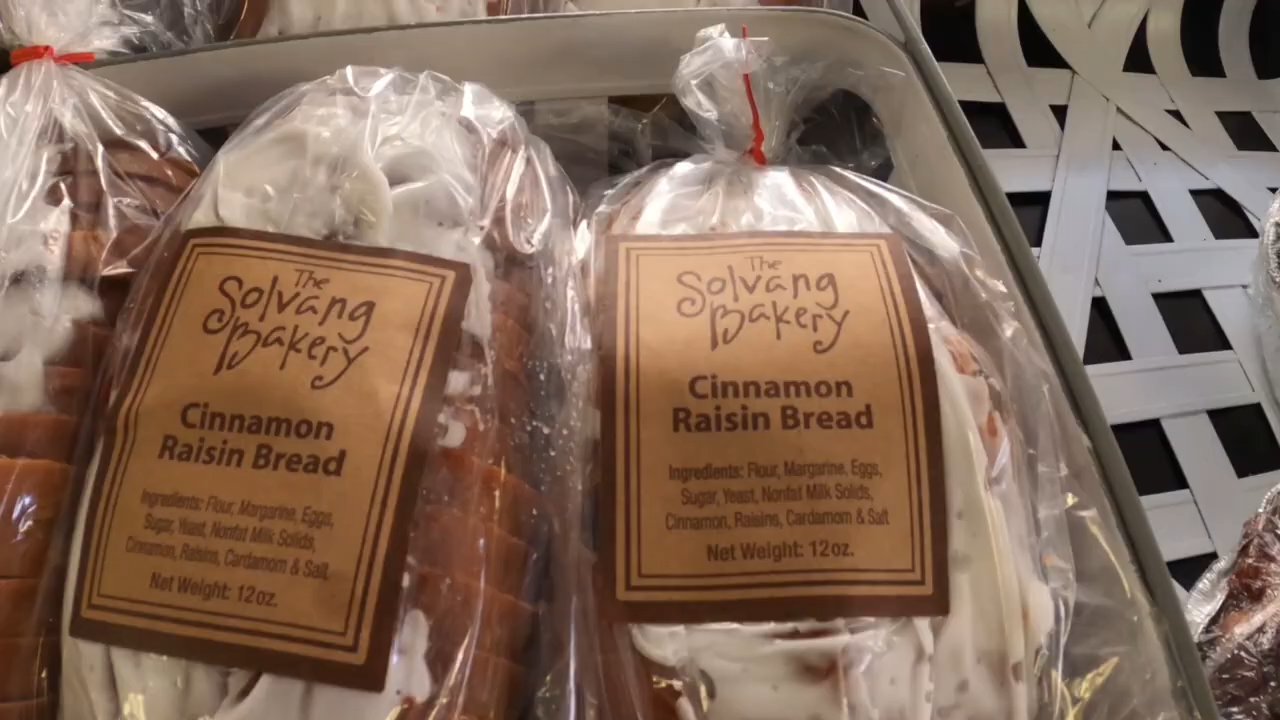 The
Solvang
Bakery
Cinnamon
Raisin Bread
Ingredients: Flour, Margarine, Eggs,
Sugar, Yeast, Nonfat Milk Solids,
Cinnamon, Raisins, Cardamom & Salt
Net Weight: 12oz.
The
Solvang
Bakery
Cinnamon
Raisin Bread
Ingredients: Flour, Margarine, Eggs,
Sugar, Yeast, Nonfat Milk Solids,
Cinnamon, Raisins, Cardamom & Salt
Net Weight: 12oz.